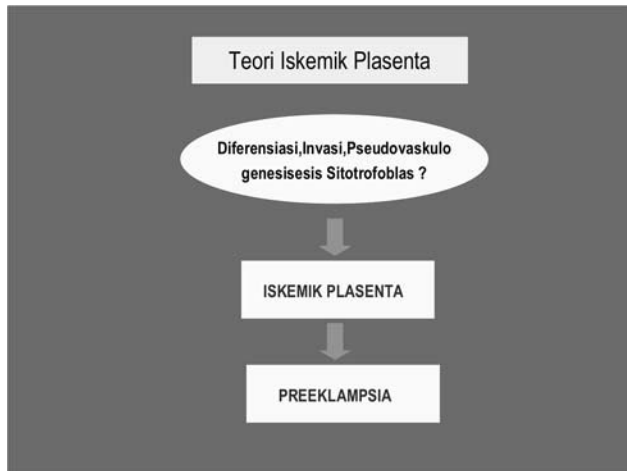 Teori Iskemik Plasenta
Diferensiasi,Invasi,Pseudovaskulo
genesisesis Sitotrofoblas ?
ISKEMIK PLASENTA
PREEKLAMPSIA